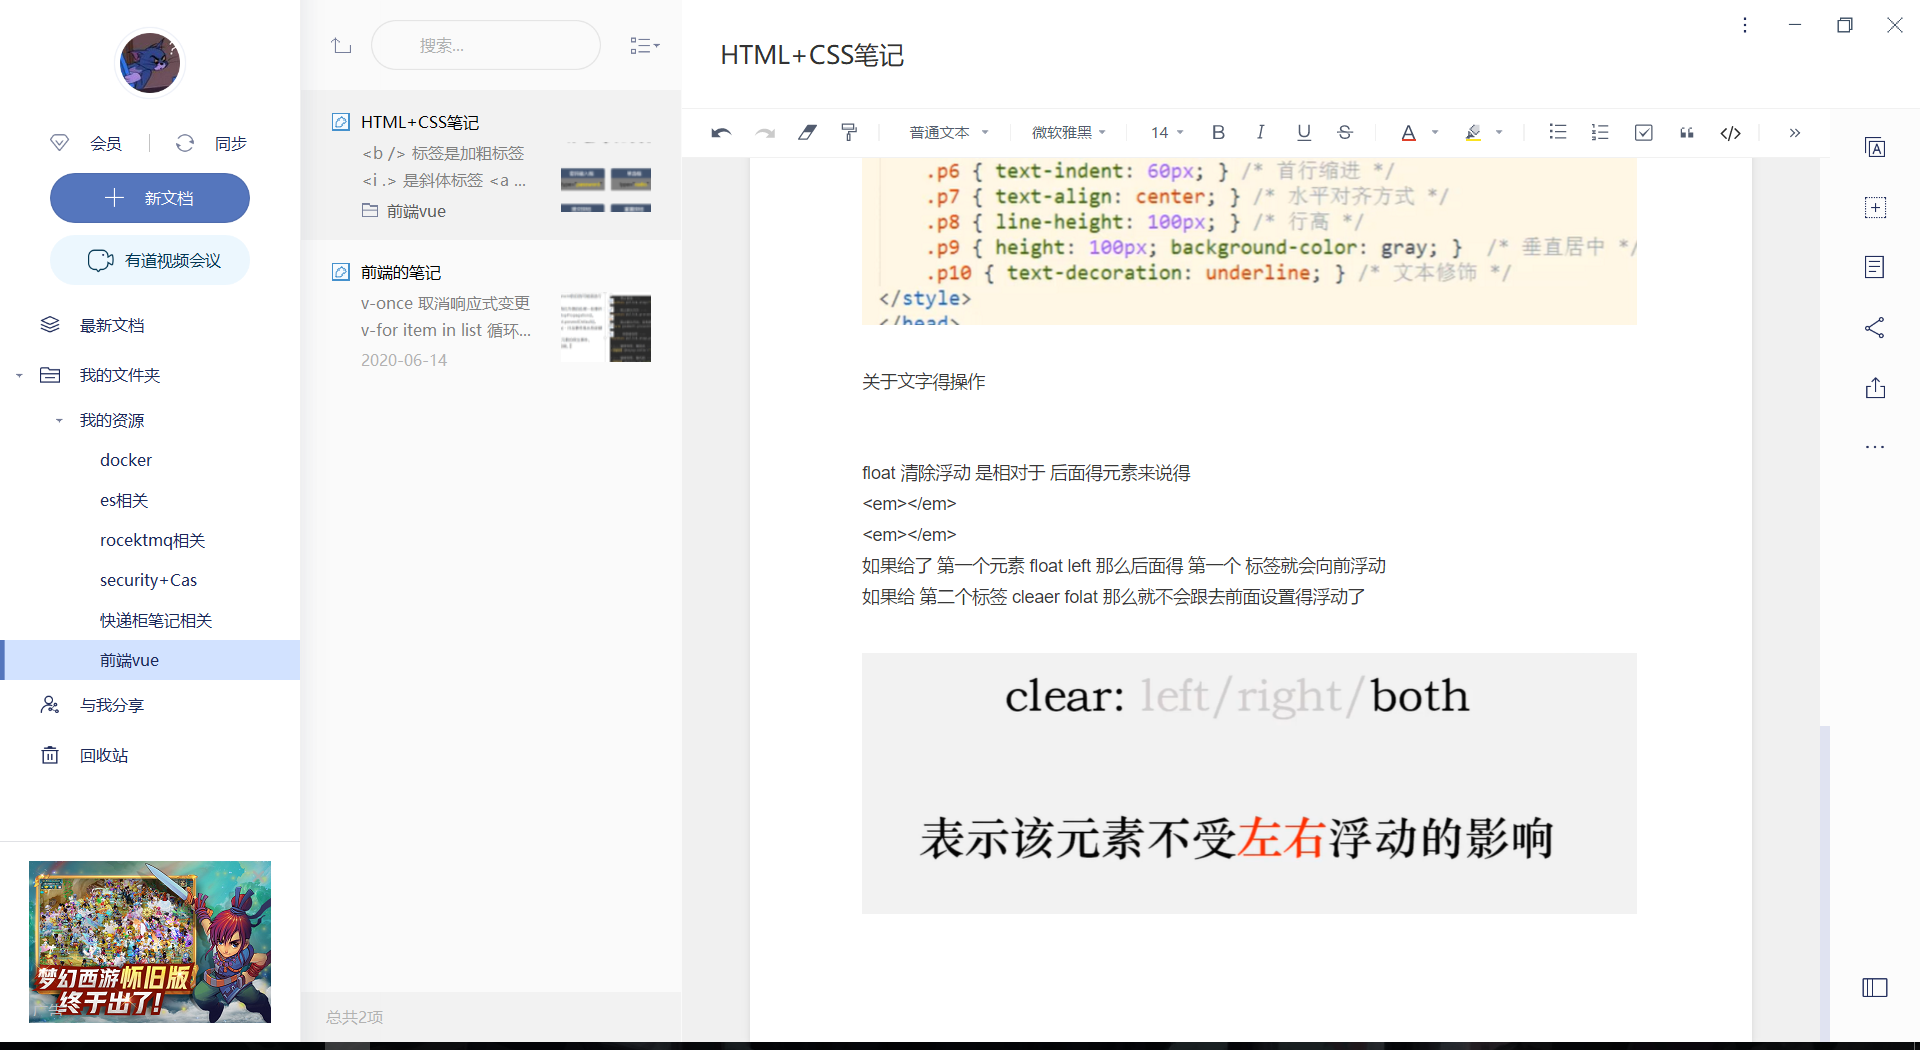 会员
同步
新文档
有道视频会议
最新文档
我的文件夹
我的资源
docker
es相关
rocektmq相关
security+Cas
快递柜笔记相关
前端vue
与我分享
回收站
梦幻西游怀旧版
终于出了!
搜索...
HTML+CSS笔记
<b /> 标签是加粗标签
<i .> 是斜体标签 <a ...
前端vue
前端的笔记
v-once 取消响应式变更
v-for item in list 循环...
2020-06-14
总共2项
HTML+CSS笔记
普通文本
微软雅黑
14
.p6 { text-indent: 60px; } /* 首行缩进 */
.p7 { text-align: center; } /* 水平对齐方式 */
.p8 { line-height: 100px; } /* 行高 */
.p9 { height: 100px; background-color: gray; } /* 垂直居中 */
.p10 { text-decoration: underline; } /* 文本修饰 */
</style>
</head>
关于文字得操作
float 清除浮动 是相对于 后面得元素来说得
<em></em>
<em></em>
如果给了 第一个元素 float left 那么后面得 第一个 标签就会向前浮动
如果给 第二个标签 cleaer folat 那么就不会跟去前面设置得浮动了
clear: left/right/both
表示该元素不受左右浮动的影响